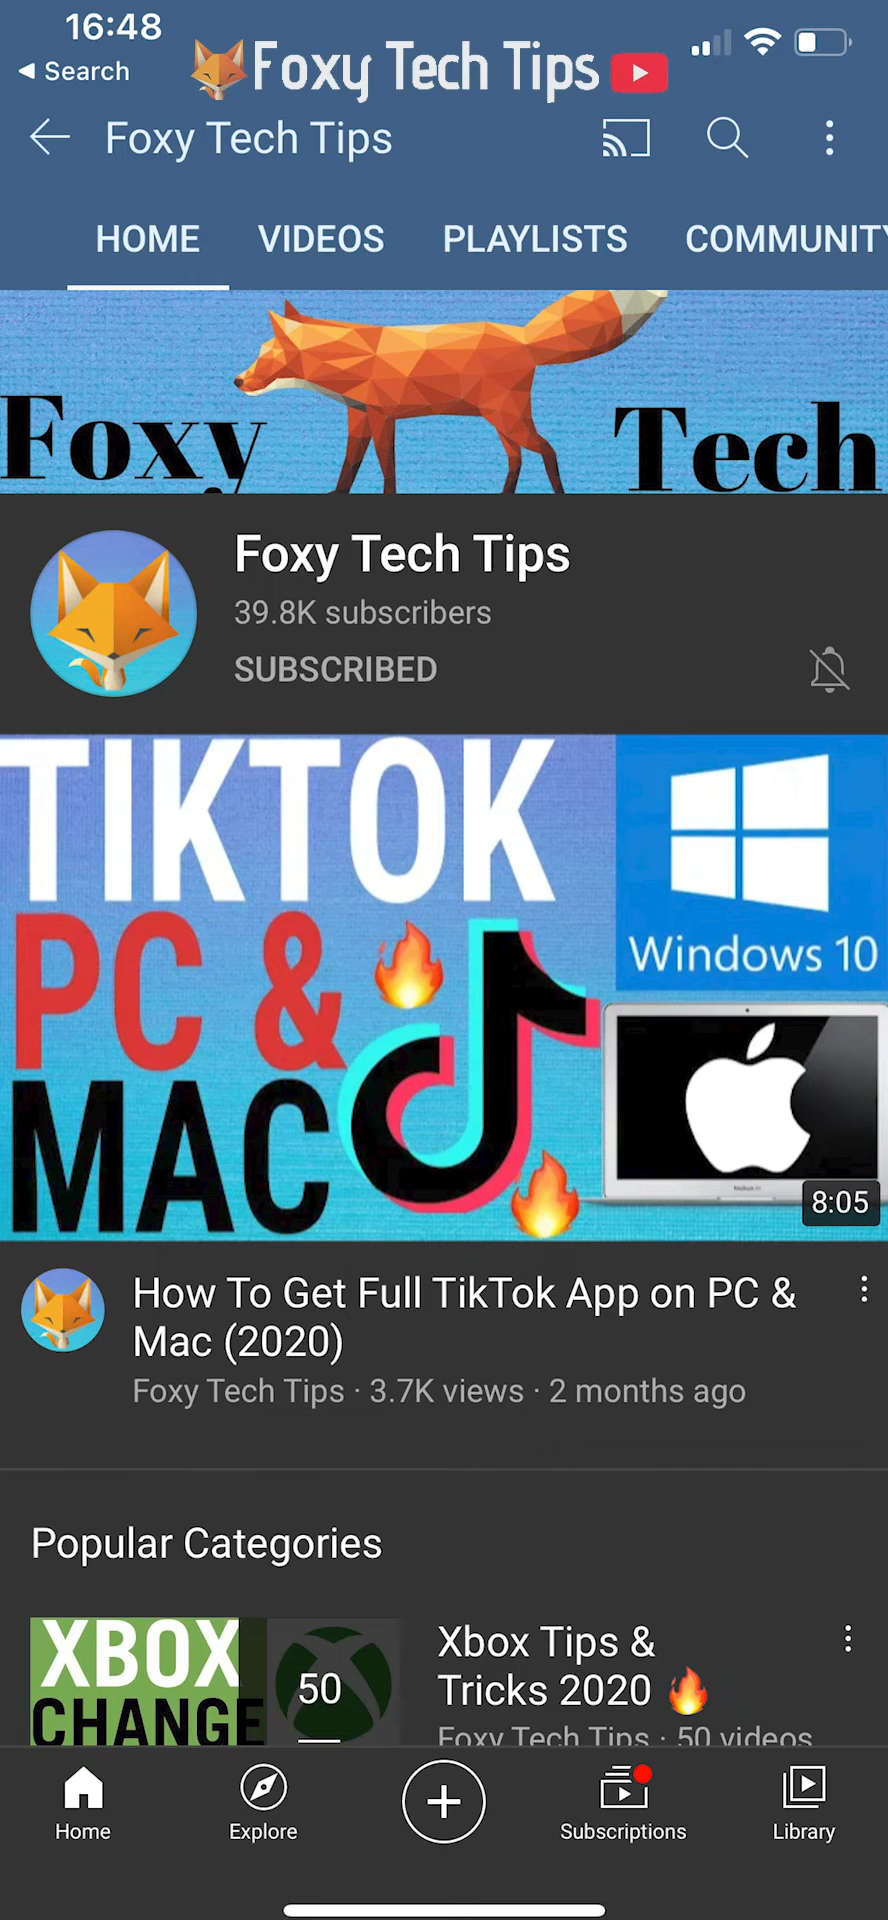 16:48
Search
Foxy Tech Tips
Foxy Tech Tips
HOME VIDEOS PLAYLISTS COMMUNITY
Foxy Tech
Foxy Tech Tips
39.8K subscribers
SUBSCRIBED
TIKTOK
PC &
MAC
Windows 10
8:05
How To Get Full TikTok App on PC &
Mac (2020)
Foxy Tech Tips · 3.7K views · 2 months ago
Popular Categories
XBOX
CHANGE
50
Xbox Tips &
Tricks 2020 🔥
Foxy Tech Tips · 50 videos
Home Explore Subscriptions Library